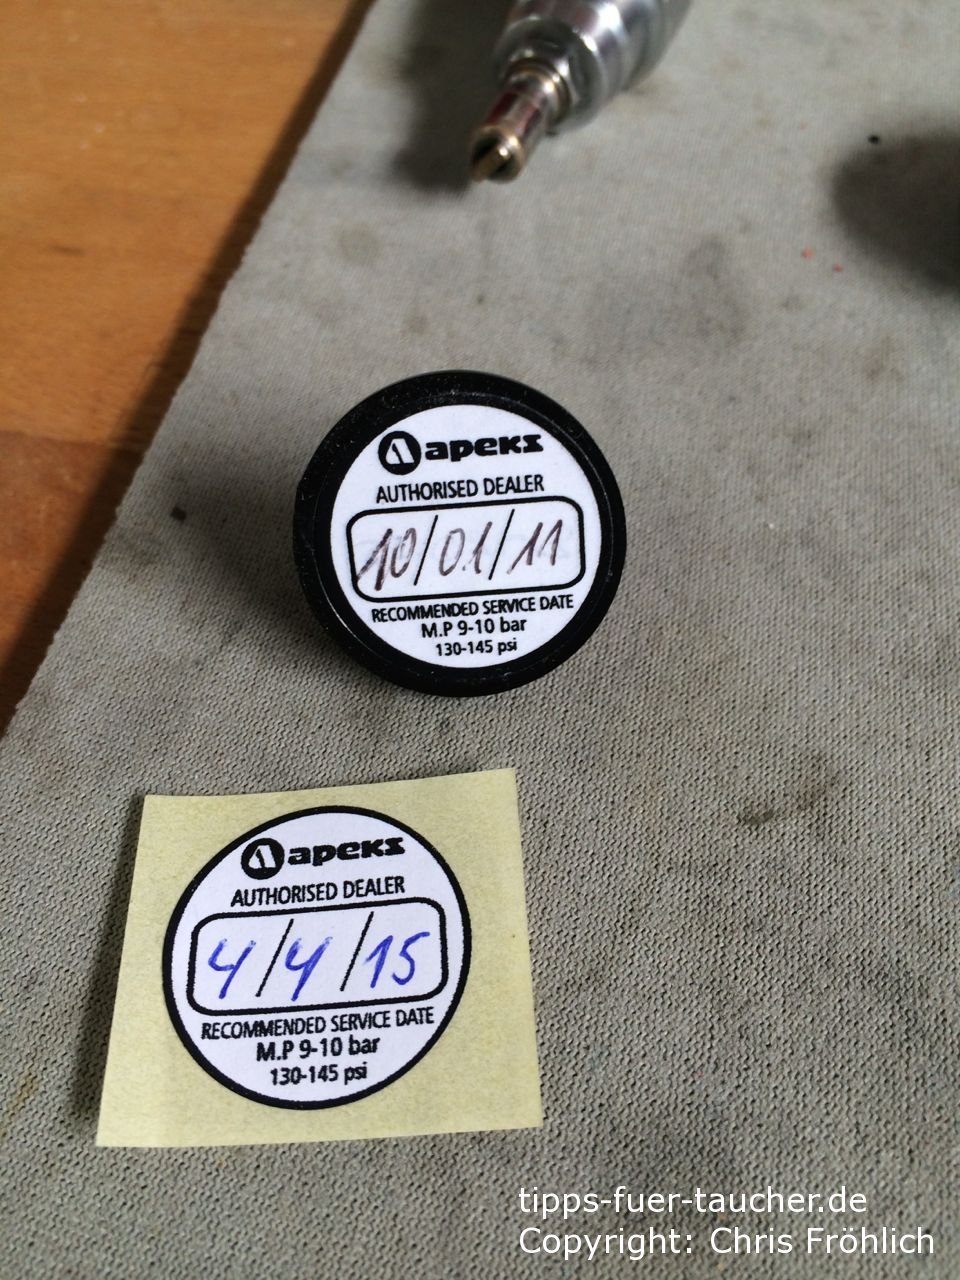 apeks
AUTHORISED DEALER
10/01/11
RECOMMENDED SERVICE DATE
M.P 9-10 bar
130-145 psi
apeks
AUTHORISED DEALER
4/4/15
RECOMMENDED SERVICE DATE
M.P 9-10 bar
130-145 psi
tipps-fuer-taucher.de
Copyright: Chris Fröhlich